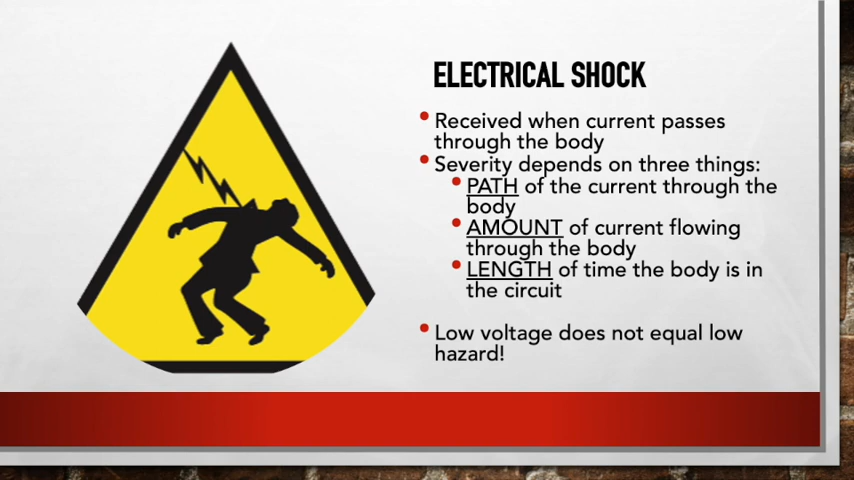 ELECTRICAL SHOCK
• Received when current passes
through the body
• Severity depends on three things:
• PATH of the current through the
body
• AMOUNT of current flowing
through the body
• LENGTH of time the body is in
the circuit
• Low voltage does not equal low
hazard!